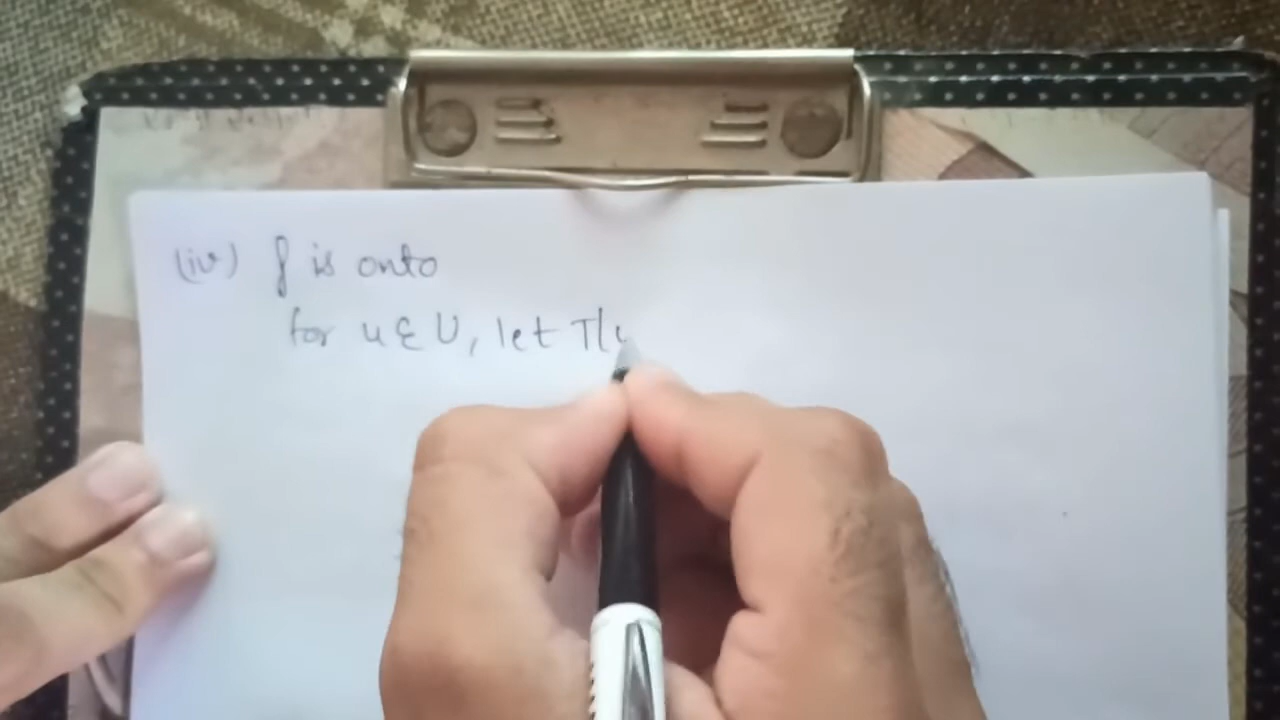 (iv) f is onto
for u ∈ U, let T(u